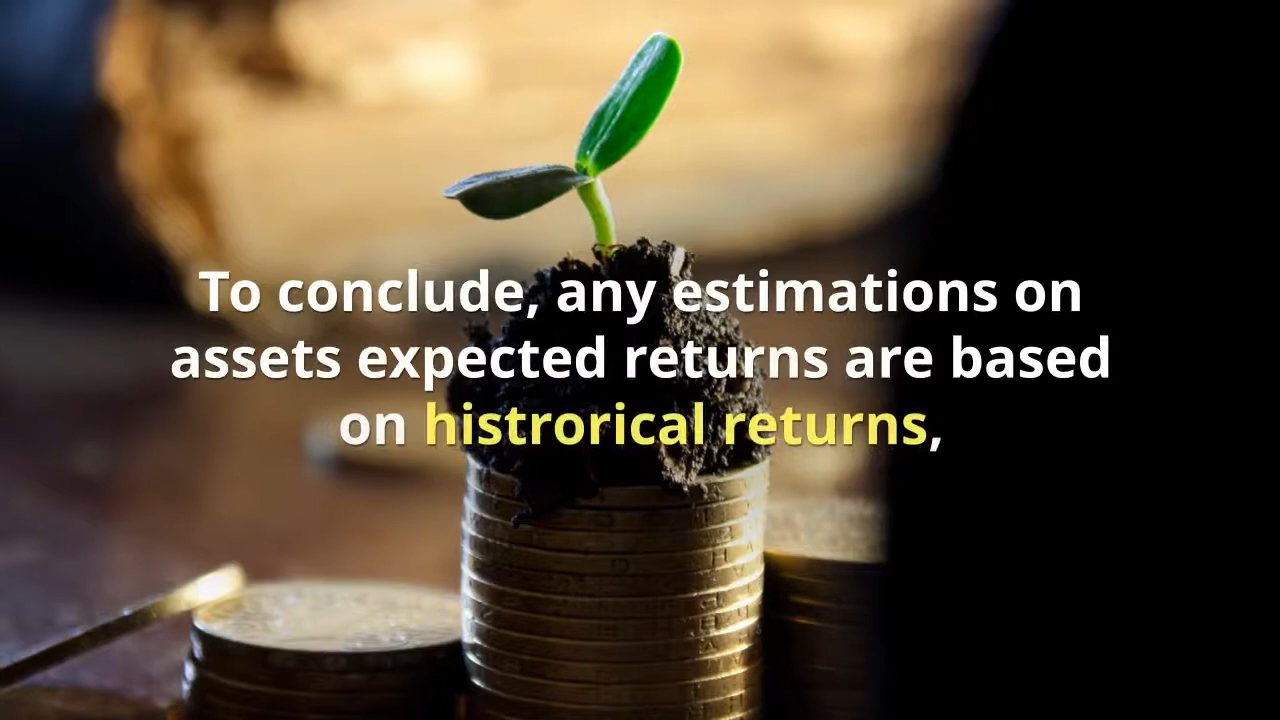 To conclude, any estimations on
assets expected returns are based
on histrorical returns,